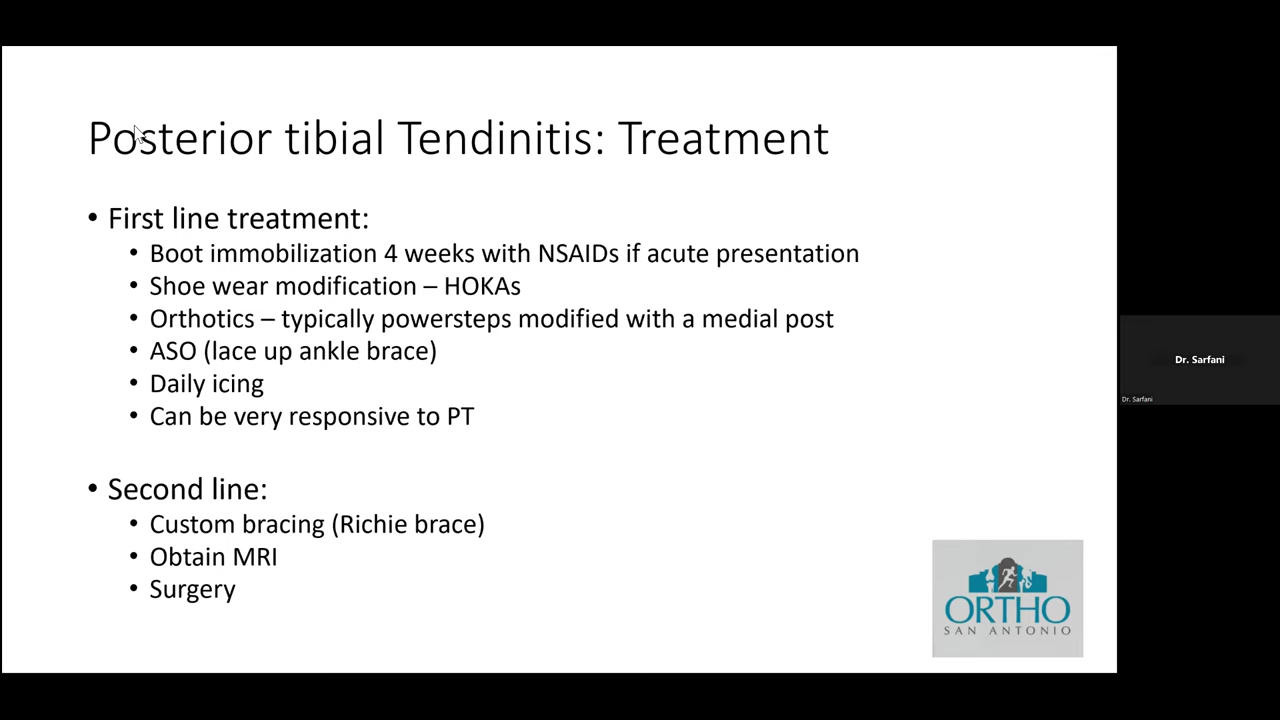 Posterior tibial Tendinitis: Treatment
• First line treatment:
• Boot immobilization 4 weeks with NSAIDs if acute presentation
• Shoe wear modification – HOKAs
• Orthotics – typically powersteps modified with a medial post
• ASO (lace up ankle brace)
• Daily icing
• Can be very responsive to PT
• Second line:
• Custom bracing (Richie brace)
• Obtain MRI
• Surgery
ORTHO
SAN ANTONIO
Dr. Sarfani
Dr. Sarfani